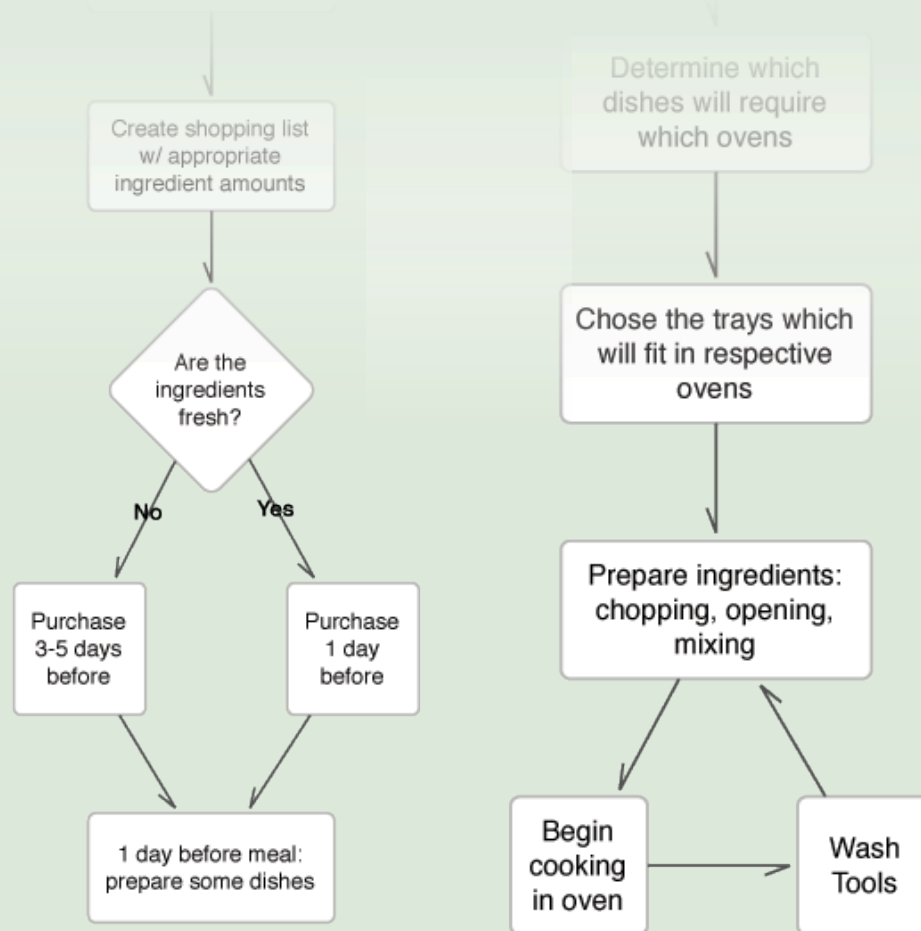 Create shopping list
w/ appropriate
ingredient amounts
Are the
ingredients
fresh?
No
Yes
Purchase
3-5 days
before
Purchase
1 day
before
1 day before meal:
prepare some dishes
Determine which
dishes will require
which ovens
Chose the trays which
will fit in respective
ovens
Prepare ingredients:
chopping, opening,
mixing
Begin
cooking
in oven
Wash
Tools